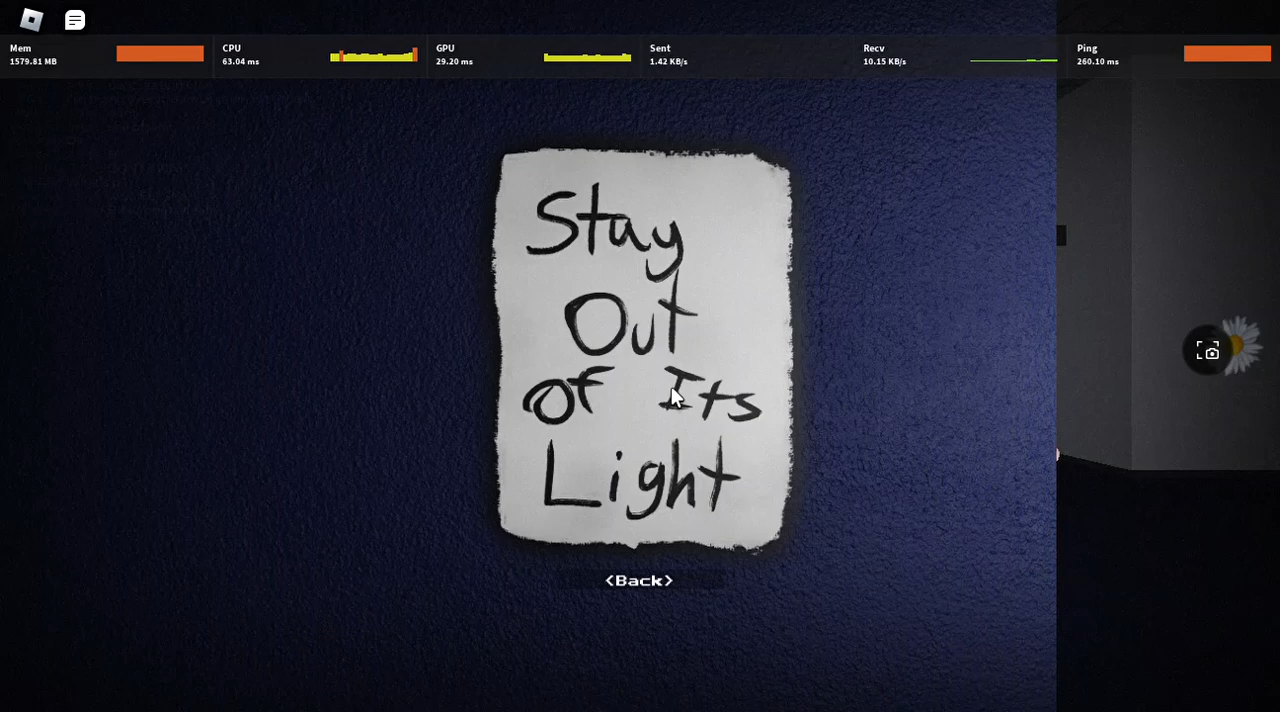 Mem
1579.81 MB
CPU
63.04 ms
GPU
29.20 ms
Sent
1.42 KB/s
Recv
10.15 KB/s
Ping
260.10 ms
Stay
Out
Of Its
Light
<Back>